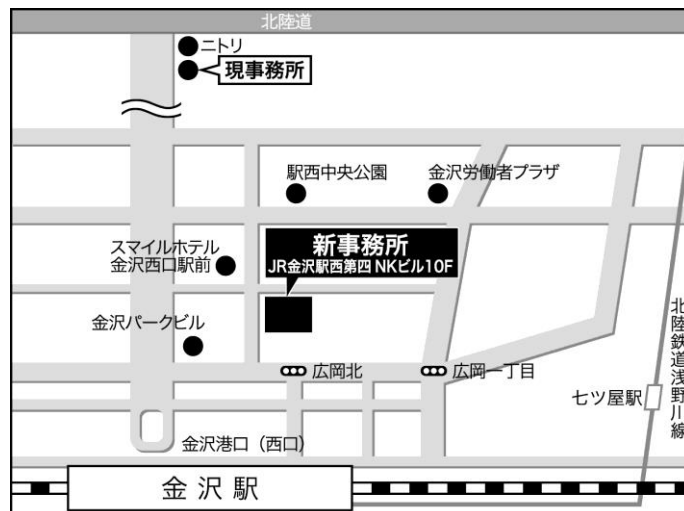 北陸道
ニトリ
現事務所
駅西中央公園
金沢労働者プラザ
新事務所
JR金沢駅西第四 NKビル10F
スマイルホテル
金沢西口駅前
金沢パークビル
広岡北
広岡一丁目
七ツ屋駅
北陸鉄道浅野川線
金沢港口（西口）
金沢駅